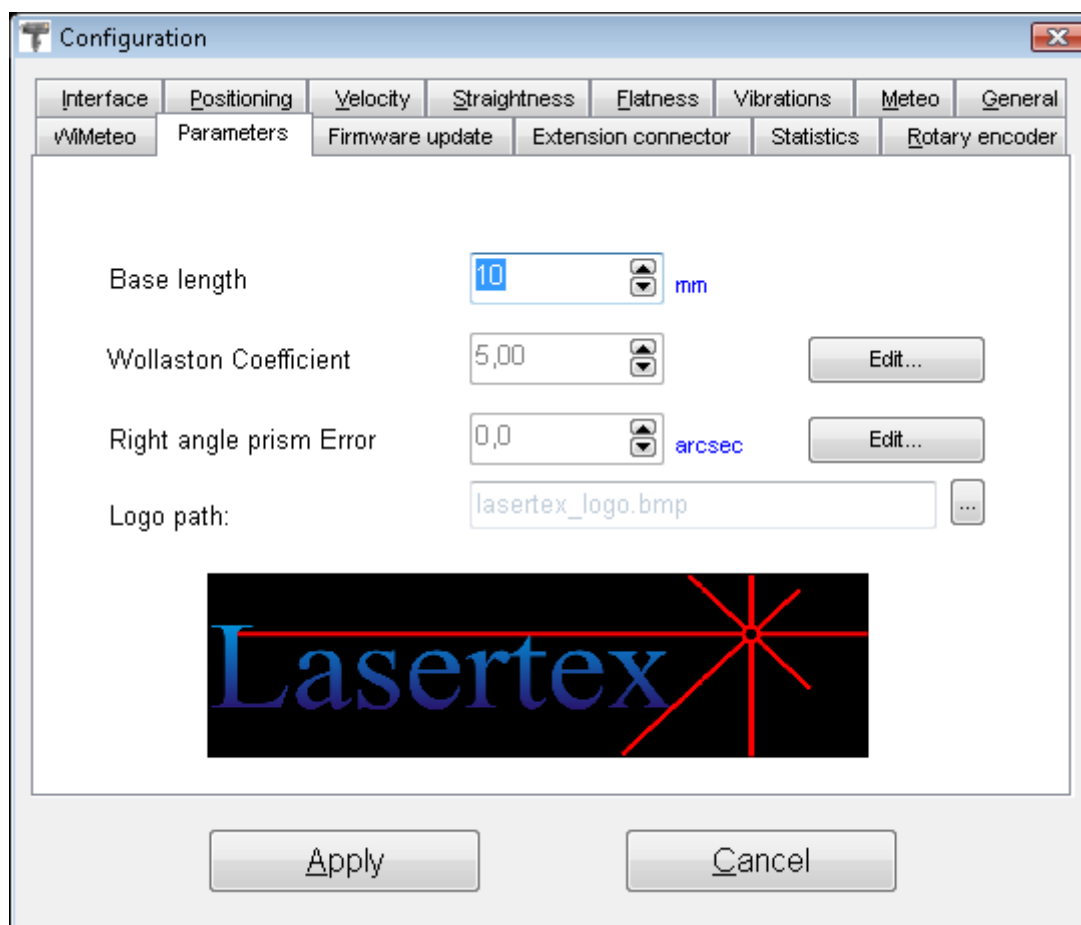 Configuration
Interface Positioning Velocity Straightness Flatness Vibrations Meteo General
WiMeteo Parameters Firmware update Extension connector Statistics Rotary encoder
Base length 10 mm
Wollaston Coefficient 5,00 Edit...
Right angle prism Error 0,0 arcsec Edit...
Logo path: lasertex_logo.bmp ...
Lasertex
Apply Cancel